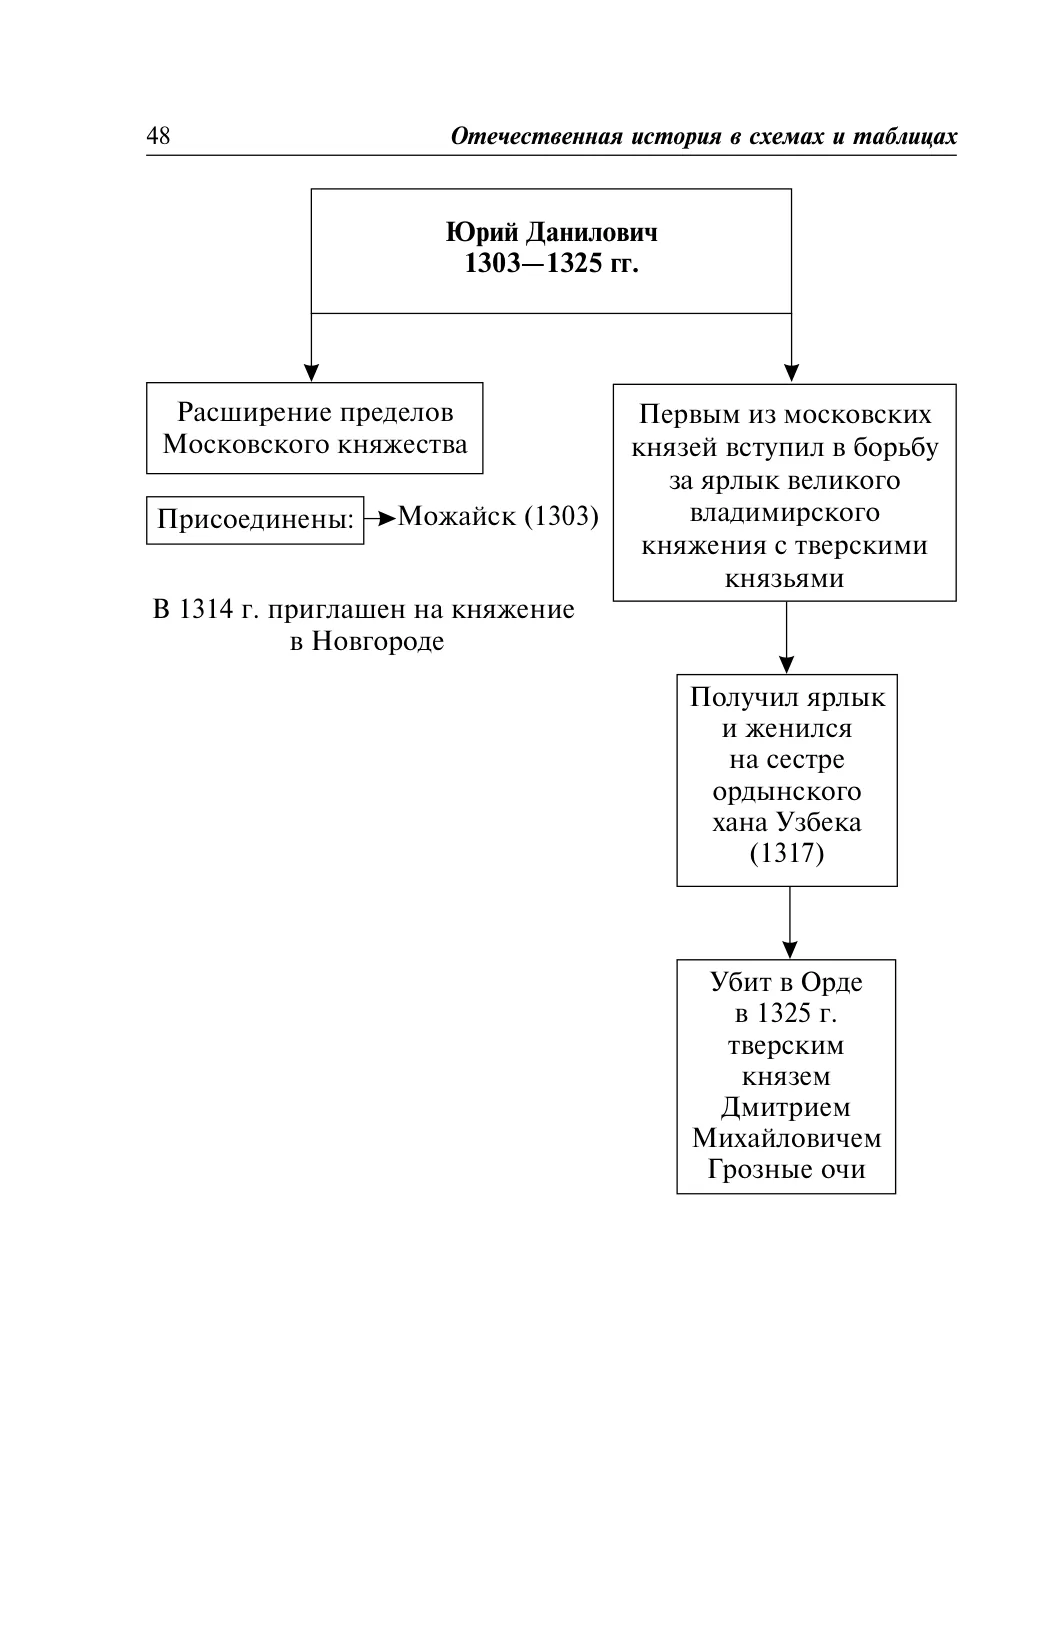 48
Отечественная история в схемах и таблицах
Юрий Данилович
1303—1325 гг.
Расширение пределов
Московского княжества
Присоединены:
Можайск (1303)
В 1314 г. приглашен на княжение
в Новгороде
Первым из московских
князей вступил в борьбу
за ярлык великого
владимирского
княжения с тверскими
князьями
Получил ярлык
и женился
на сестре
ордынского
хана Узбека
(1317)
Убит в Орде
в 1325 г.
тверским
князем
Дмитрием
Михайловичем
Грозные очи